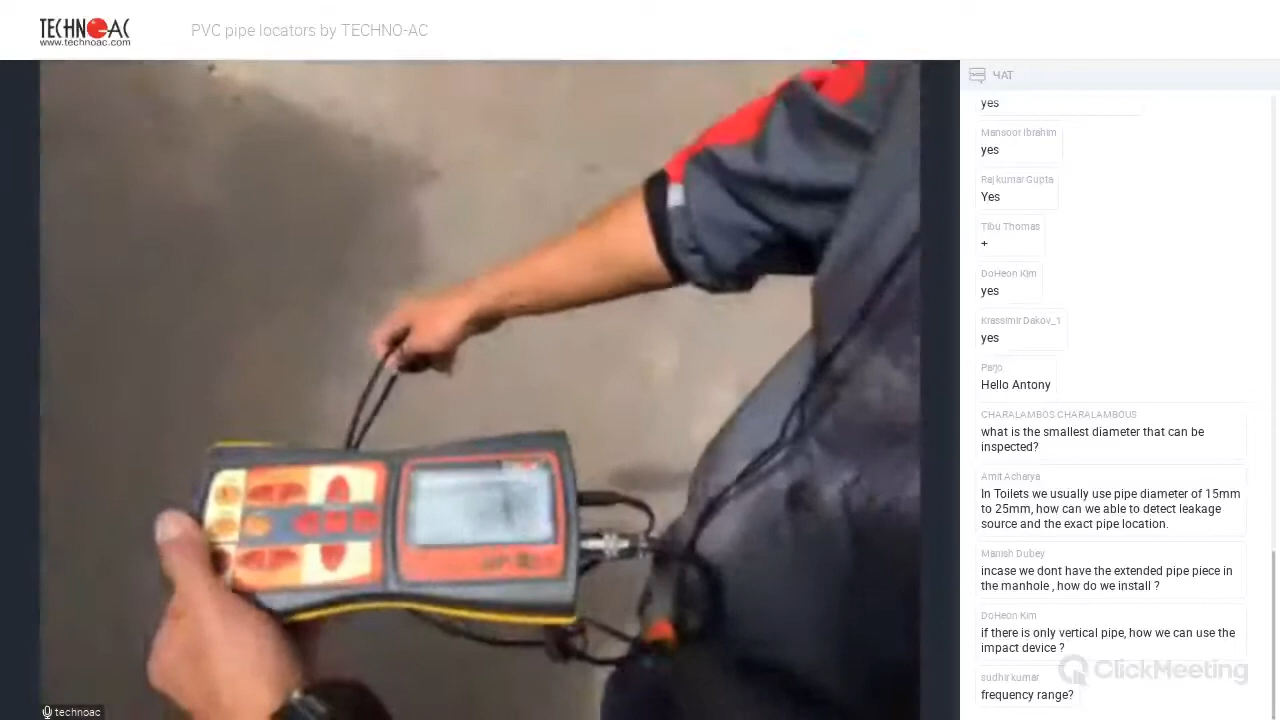 TECHNOAC
www.technoac.com
PVC pipe locators by TECHNO-AC
ЧАТ
yes
Mansoor Ibrahim
yes
Rajkumar Gupta
Yes
Tibu Thomas
+
DoHeon Kim
yes
Krassimir Dakov_1
yes
Parjo
Hello Antony
CHARALAMBOS CHARALAMBOUS
what is the smallest diameter that can be
inspected?
Amit Acharya
In Toilets we usually use pipe diameter of 15mm
to 25mm, how can we able to detect leakage
source and the exact pipe location.
Manish Dubey
incase we dont have the extended pipe piece in
the manhole , how do we install ?
DoHeon Kim
if there is only vertical pipe, how we can use the
impact device ?
sudhir kumar
frequency range?
ClickMeeting
technoac